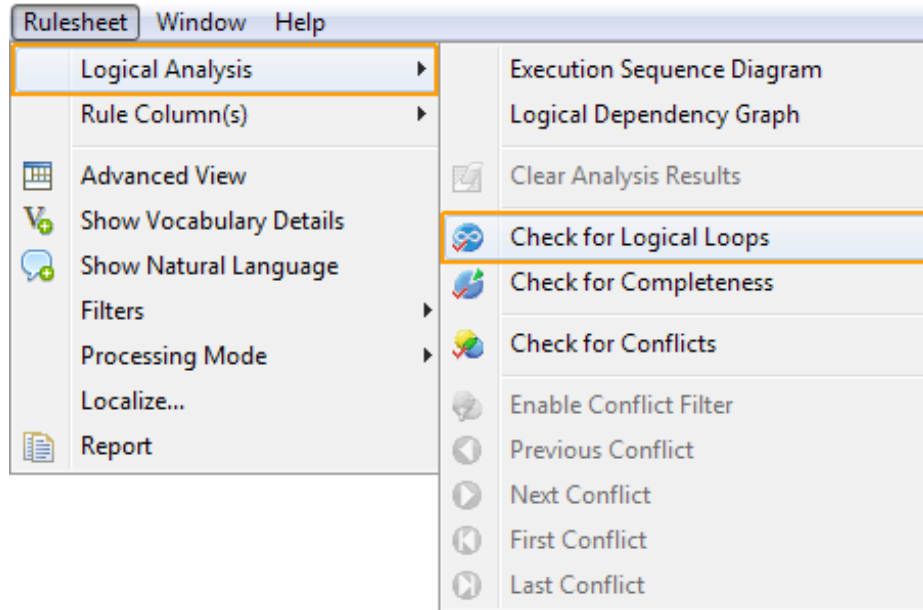 Rulesheet Window Help
Logical Analysis
Rule Column(s)
Advanced View
Show Vocabulary Details
Show Natural Language
Filters
Processing Mode
Localize...
Report
Execution Sequence Diagram
Logical Dependency Graph
Clear Analysis Results
Check for Logical Loops
Check for Completeness
Check for Conflicts
Enable Conflict Filter
Previous Conflict
Next Conflict
First Conflict
Last Conflict